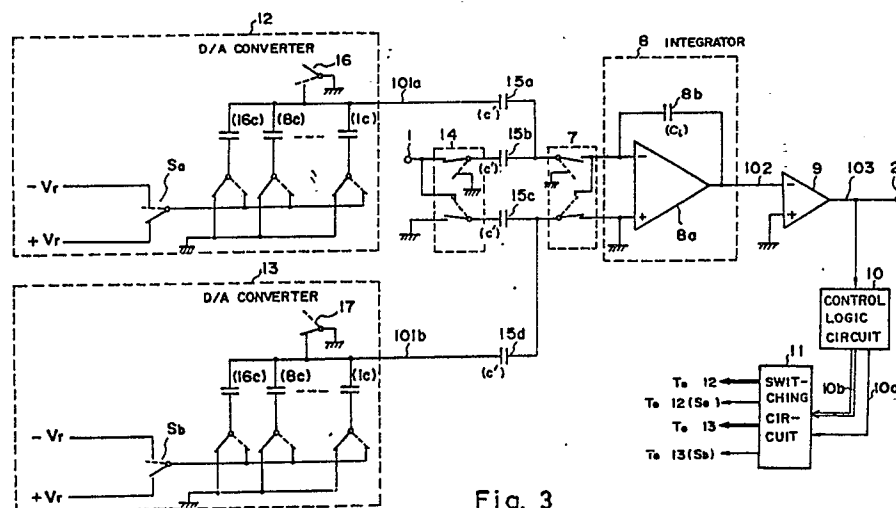 12
D/A CONVERTER
16
(16c) (8c) (1c)
Sa
- Vr
+ Vr
101a
15a
(c')
1
14
15b
(c')
15c
(c')
7
8 INTEGRATOR
8b
(Ci)
8a
102
9
103
2
13
D/A CONVERTER
17
(16c) (8c) (1c)
Sb
- Vr
+ Vr
101b
15d
(c')
10
CONTROL
LOGIC
CIRCUIT
10b
11
SWIT-
CHING
CIR-
CUIT
To 12
To 12 (Sa)
To 13
To 13 (Sb)
Fig. 3